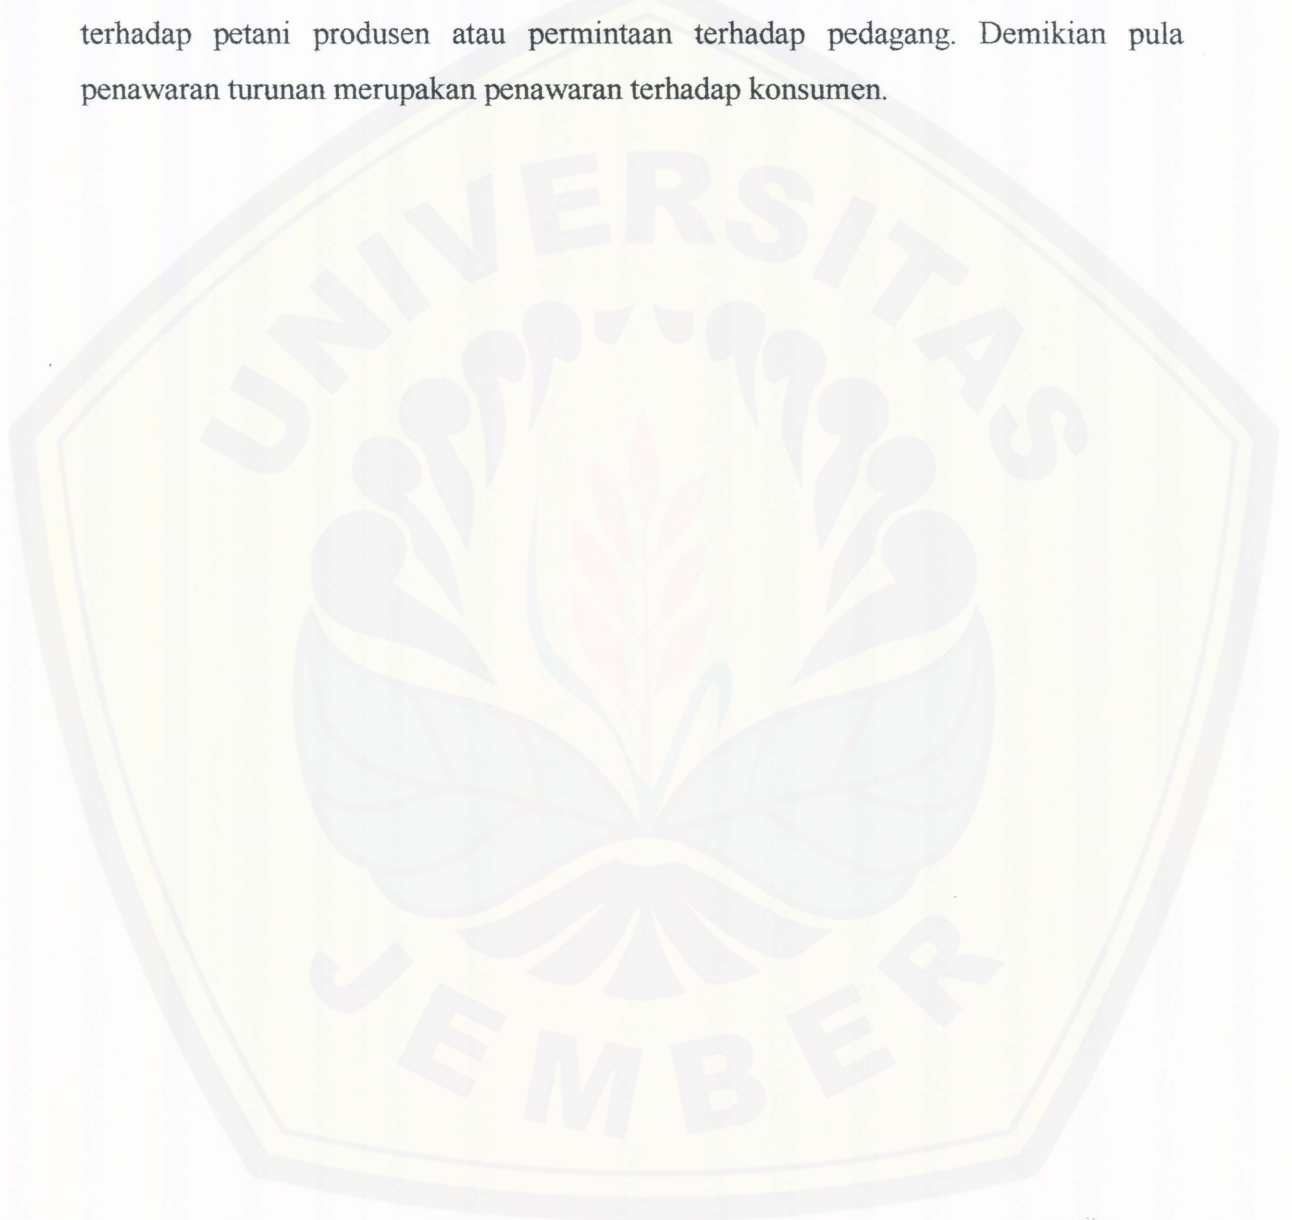 terhadap petani produsen atau permintaan terhadap pedagang. Demikian pula
penawaran turunan merupakan penawaran terhadap konsumen.
UNIVERSITAS
JEMBER